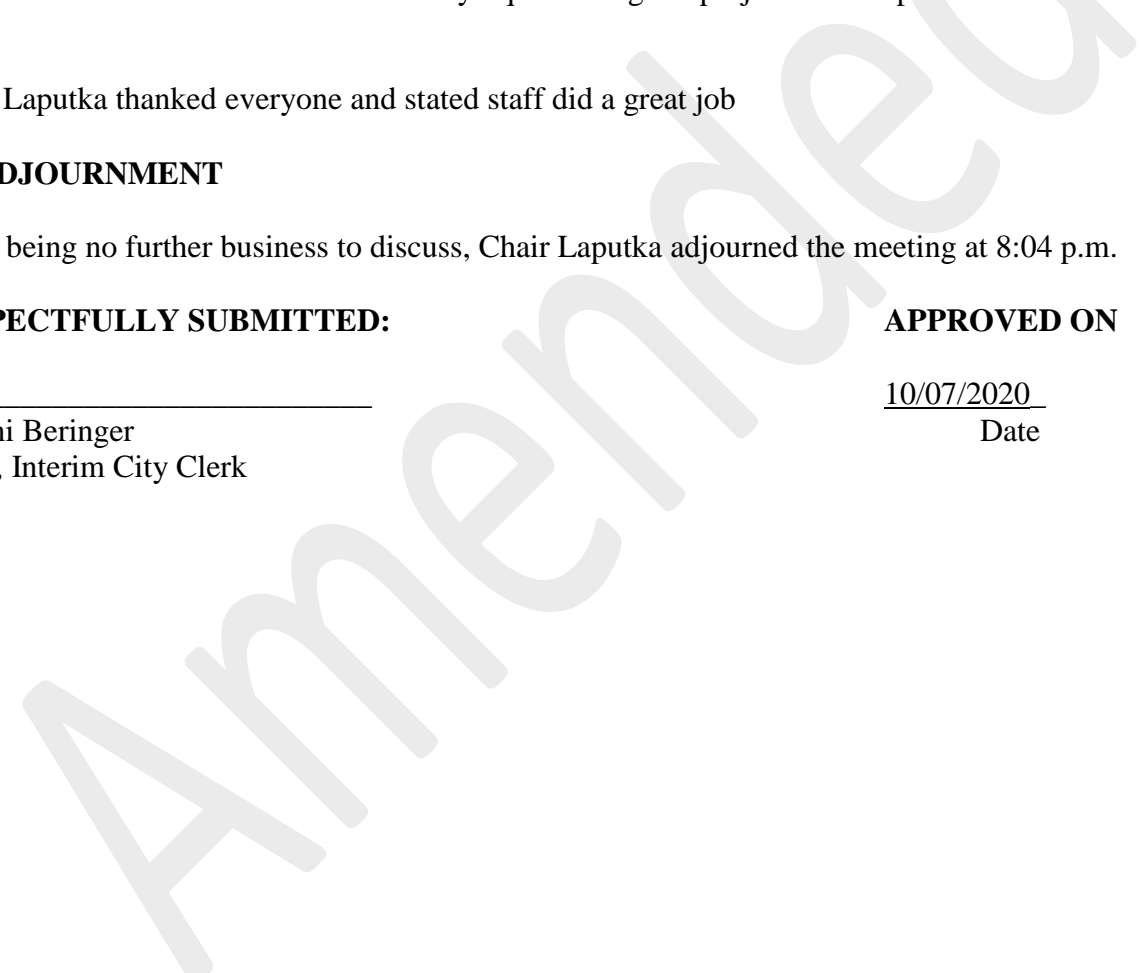 Laputka thanked everyone and stated staff did a great job
DJOURNMENT
being no further business to discuss, Chair Laputka adjourned the meeting at 8:04 p.m.
PECTFULLY SUBMITTED: APPROVED ON
10/07/2020_
ni Beringer Date
, Interim City Clerk
Amended